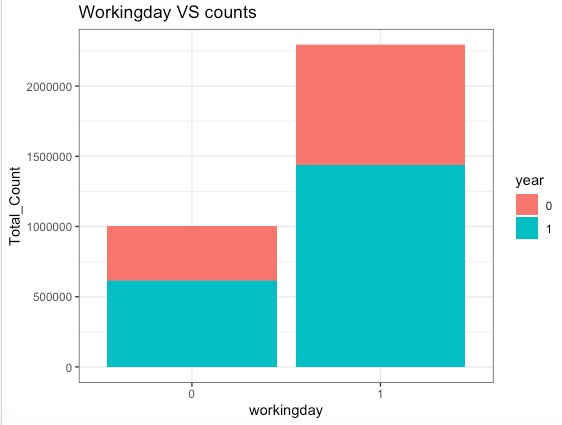 Workingday VS counts
Total_Count
2000000
1500000
1000000
500000
0
0
1
workingday
year
0
1